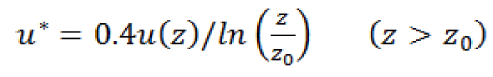 u* = 0.4u(z)/ln(z/z₀) (z > z₀)